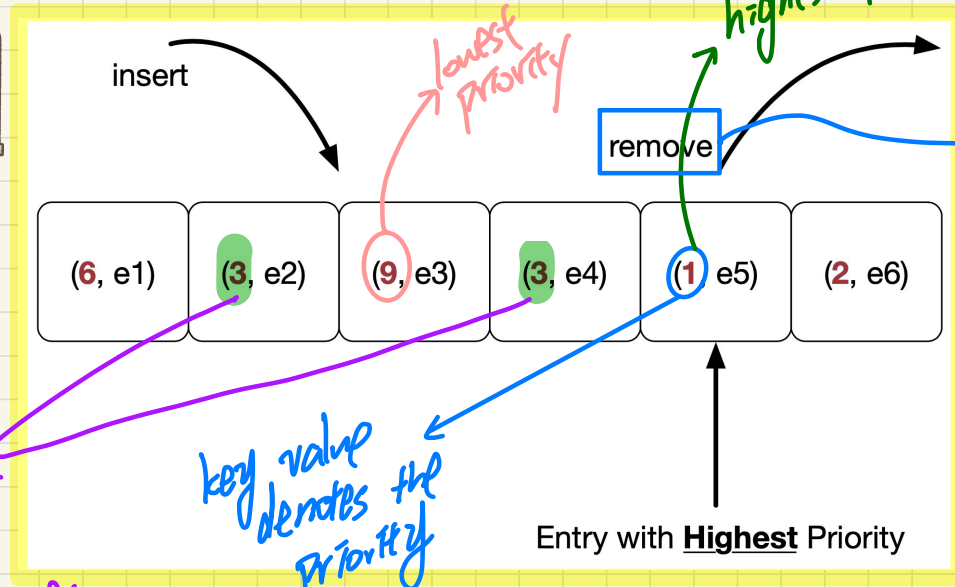 highes
lowest
priority
insert
remove
(6, e1) (3, e2) (9, e3) (3, e4) (1, e5) (2, e6)
key value
denotes the
priority
Entry with Highest Priority